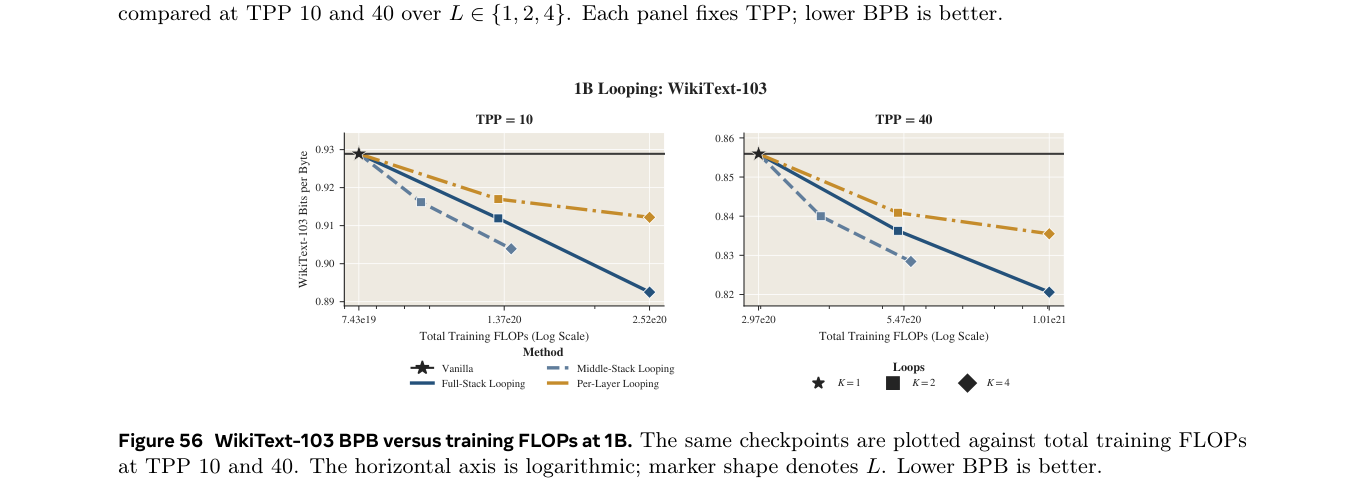 compared at TPP 10 and 40 over L ∈ {1, 2, 4}. Each panel fixes TPP; lower BPB is better.
1B Looping: WikiText-103
TPP = 10
TPP = 40
WikiText-103 Bits per Byte
0.93
0.92
0.91
0.90
0.89
7.43e19
1.37e20
2.52e20
Total Training FLOPs (Log Scale)
0.86
0.85
0.84
0.83
0.82
2.97e20
5.47e20
1.01e21
Total Training FLOPs (Log Scale)
Method
Vanilla
Middle-Stack Looping
Full-Stack Looping
Per-Layer Looping
Loops
K = 1
K = 2
K = 4
Figure 56 WikiText-103 BPB versus training FLOPs at 1B. The same checkpoints are plotted against total training FLOPs
at TPP 10 and 40. The horizontal axis is logarithmic; marker shape denotes L. Lower BPB is better.